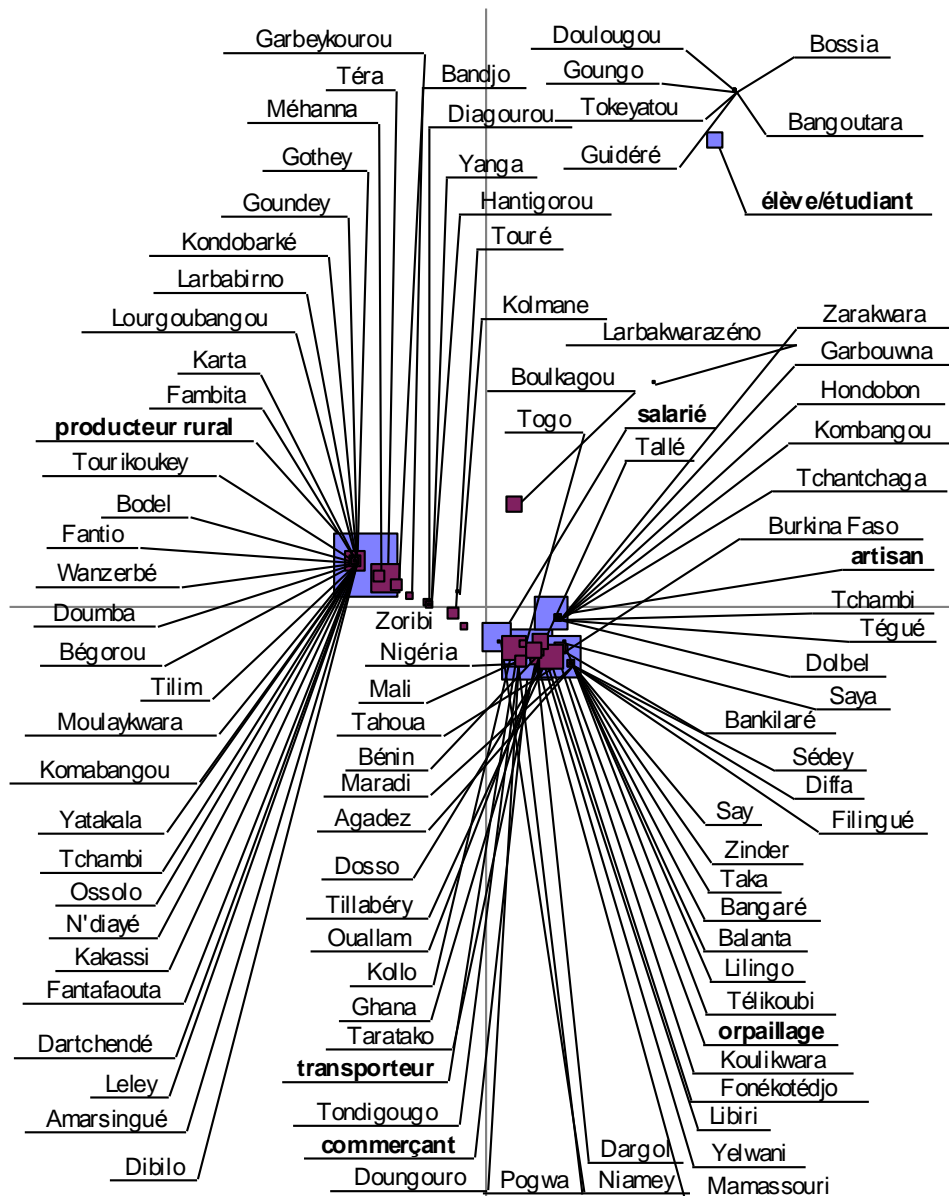 Garbeykourou
Téra
Méhanna
Gothey
Goundey
Kondobarké
Larbabirno
Lourgoubangou
Karta
Fambita
producteur rural
Tourikoukey
Bodel
Fantio
Wanzerbé
Doumba
Bégorou
Tilim
Moulaykwara
Komabangou
Yatakala
Tchambi
Ossolo
N'diayé
Kakassi
Fantafaouta
Dartchendé
Leley
Amarsingué
Dibilo
Bandjo
Diagourou
Yanga
Hantigorou
Touré
Kolmane
Doulougou
Goungo
Tokeyatou
Guidéré
Bossia
Bangoutara
élève/étudiant
Larbakwarazéno
Boulkagou
Togo
salarié
Tallé
Zarakwara
Garbouwna
Hondobon
Kombangou
Tchantchaga
Burkina Faso
artisan
Tchambi
Tégué
Dolbel
Saya
Bankilaré
Sédey
Diffa
Filingué
Zoribi
Nigéria
Mali
Tahoua
Bénin
Maradi
Agadez
Dosso
Tillabéry
Ouallam
Kollo
Ghana
Taratako
transporteur
Tondigougo
commerçant
Doungouro
Say
Zinder
Taka
Bangaré
Balanta
Lilingo
Télikoubi
orpaillage
Koulikwara
Fonékotédjo
Libiri
Yelwani
Mamassouri
Dargol
Niamey
Pogwa